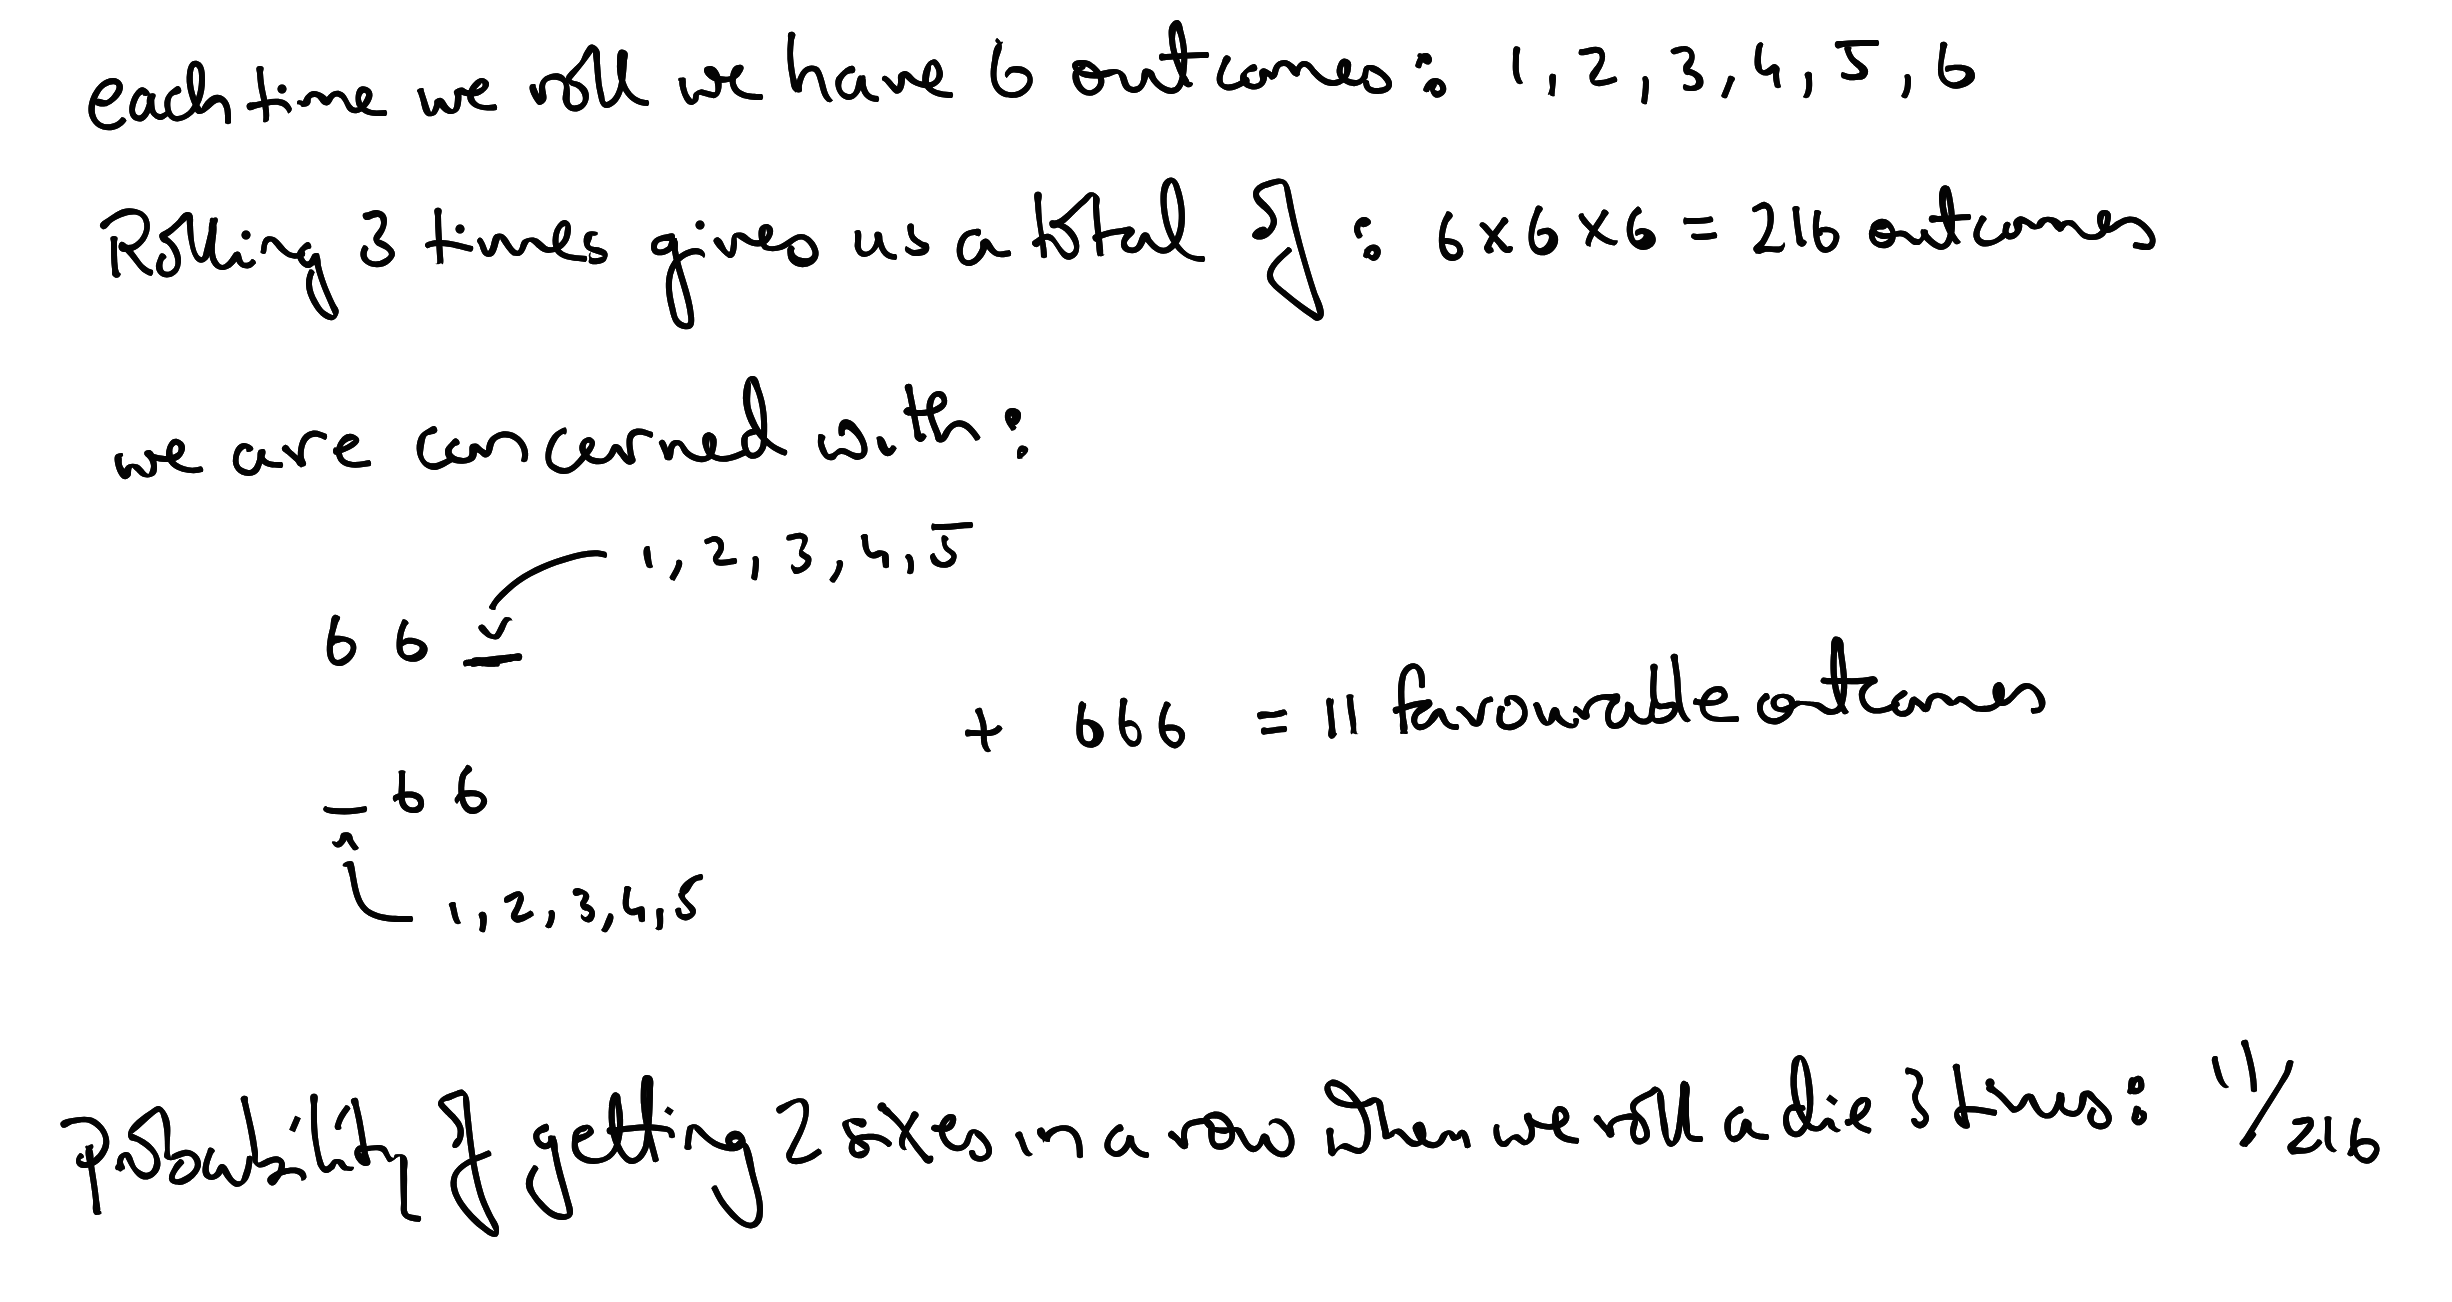 each time we roll we have 6 outcomes: 1, 2, 3, 4, 5, 6
Rolling 3 times gives us a total of : 6 x 6 x 6 = 216 outcomes
we are concerned with:
1, 2, 3, 4, 5
6 6 _
+ 666 = 11 favourable outcomes
_ 6 6
1, 2, 3, 4, 5
Probability of getting 2 sixes in a row when we roll a die 3 times: 11/216